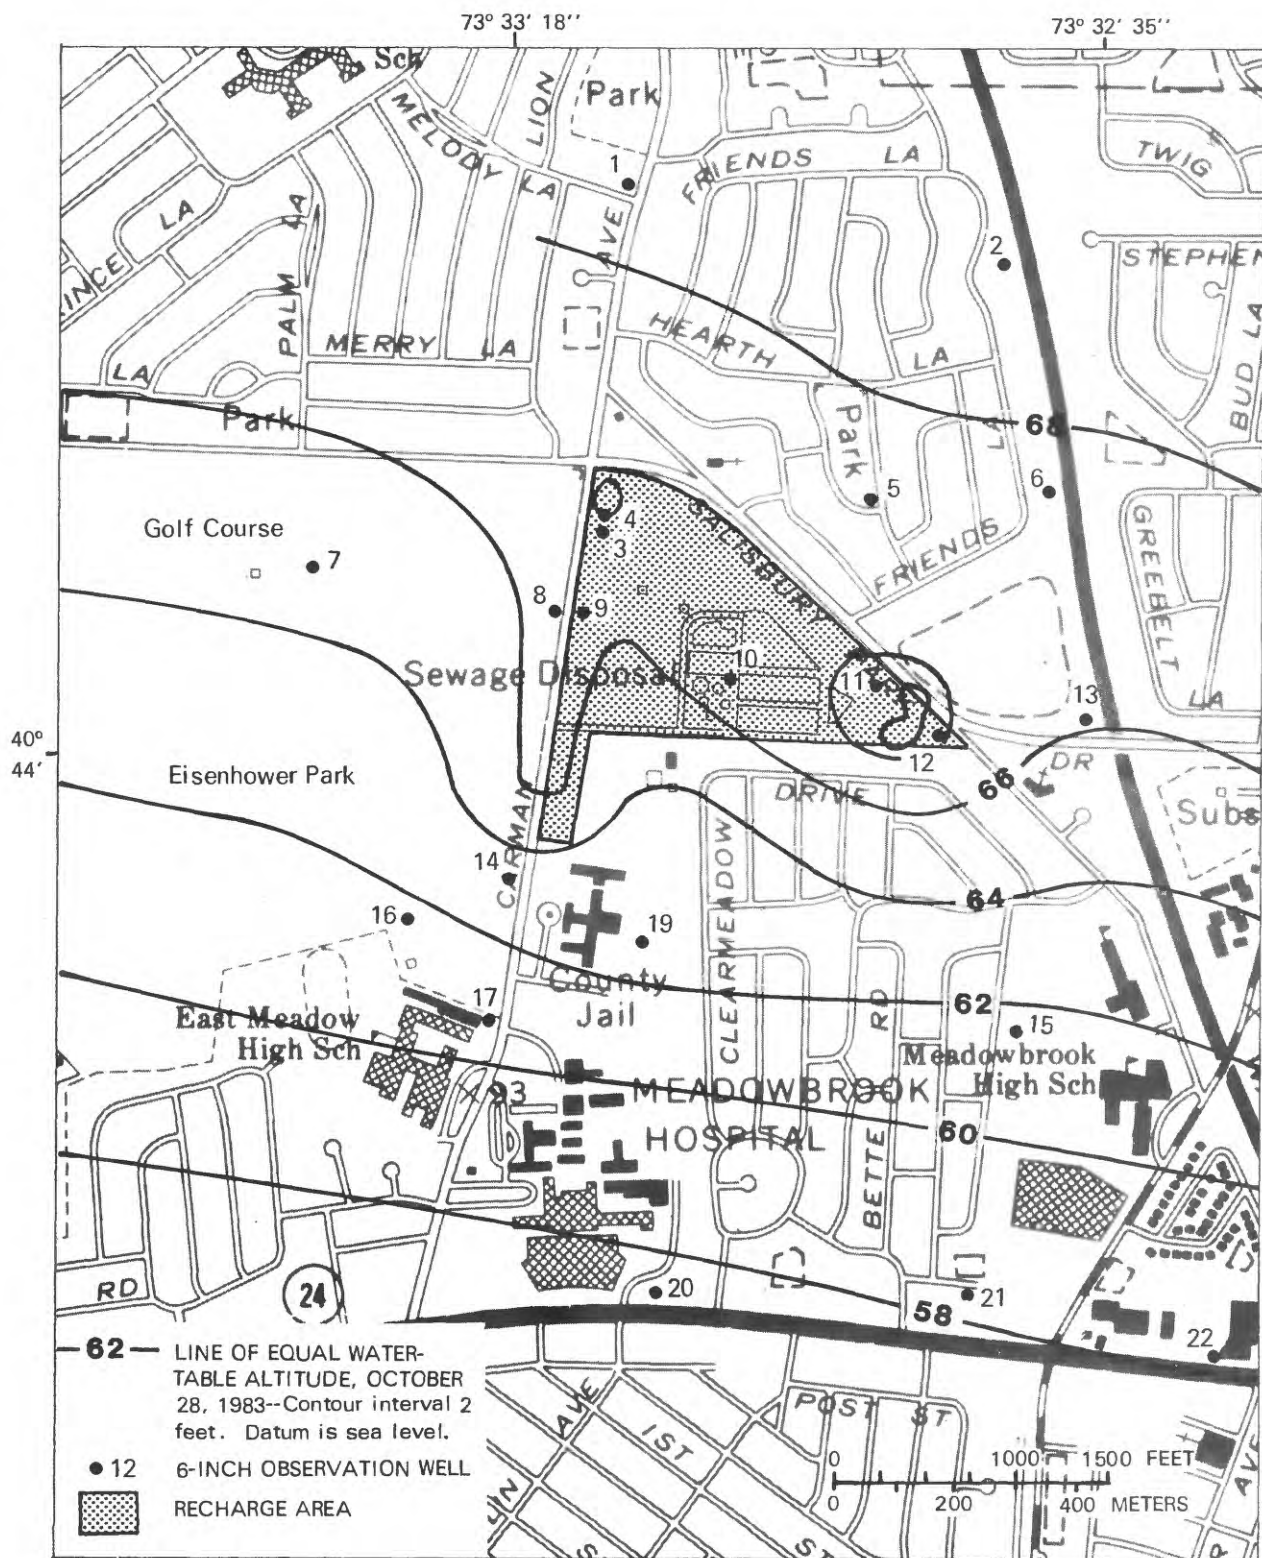 73° 33' 18''
73° 32' 35''
Sch
MELODY LA
LION AVE
Park
1
FRIENDS LA
TWIG
LA
PALM LA
2
STEPHEN
MERRY LA
HEARTH LA
BUD LA
LA
Park
Park
68
LA
5
6
Golf Course
4
3
7
FRIENDS
GREEBELT
LA
8
9
Sewage Disposal
10
11
13
12
40°
44'
Eisenhower Park
66
DR
DRIVE
Subs
CARMAN
14
CLEARMEADOW
64
16
19
County
Jail
62
RD
15
17
East Meadow
High Sch
Meadowbrook
High Sch
93
MEADOWBROOK
HOSPITAL
60
BETTE
RD
24
20
21
58
22
62
LINE OF EQUAL WATER-
TABLE ALTITUDE, OCTOBER
28, 1983--Contour interval 2
feet. Datum is sea level.
12
6-INCH OBSERVATION WELL
RECHARGE AREA
AVE
IST
POST ST
ST
AVE
0 1000 1500 FEET
0 200 400 METERS